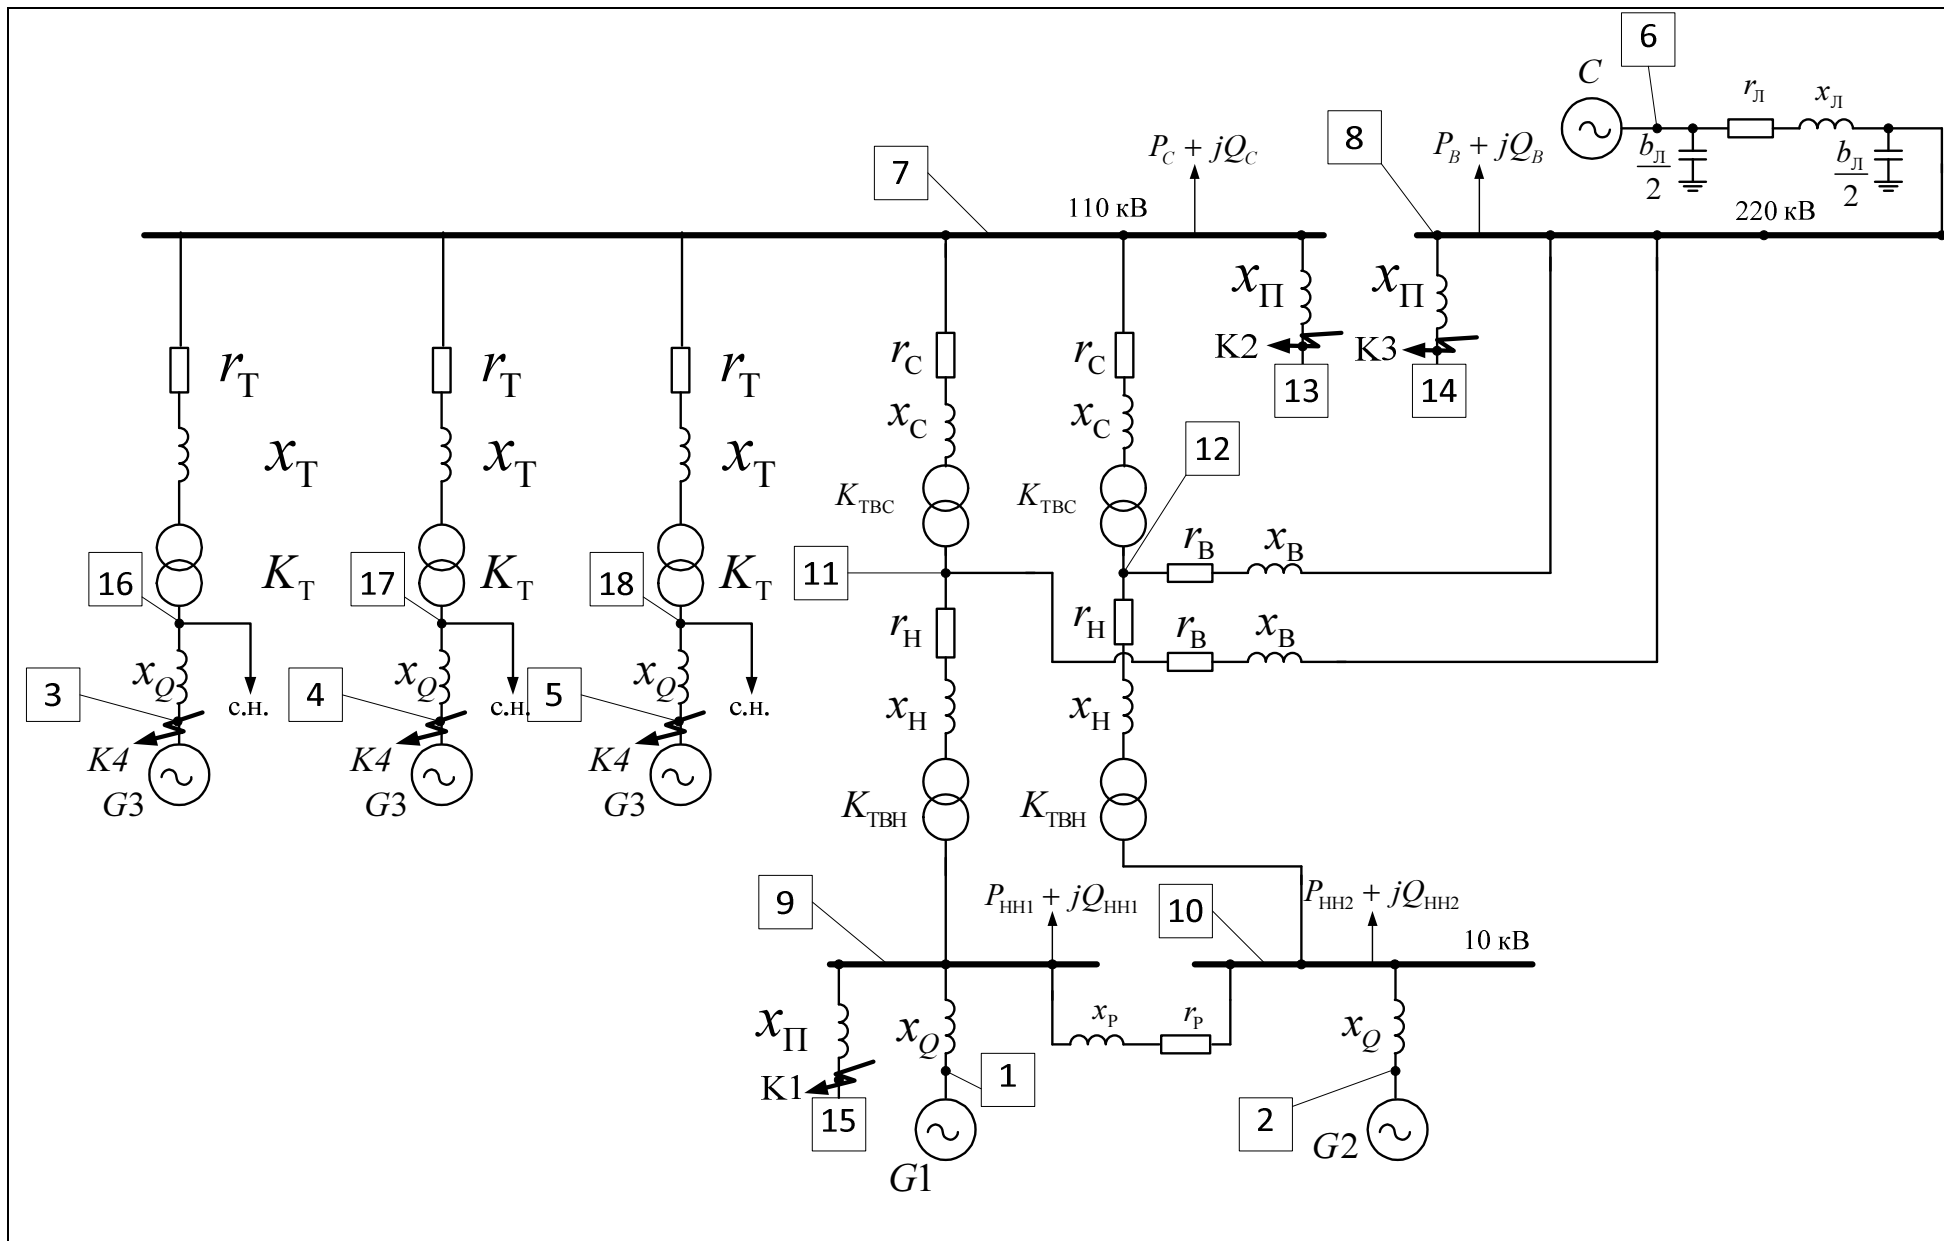 6
C
r_Л
x_Л
b_Л/2
b_Л/2
8
P_B + jQ_B
P_C + jQ_C
7
110 кВ
220 кВ
x_П
x_П
K2
K3
13
14
r_T
r_T
r_T
r_C
r_C
x_T
x_T
x_T
x_C
x_C
12
K_ТВС
K_ТВС
16
K_T
17
K_T
18
K_T
11
r_B
x_B
r_H
r_H
r_B
x_B
3
x_Q
с.н.
4
x_Q
с.н.
5
x_Q
с.н.
x_H
x_H
K4
K4
K4
G3
G3
G3
K_ТВН
K_ТВН
9
P_НН1 + jQ_НН1
10
P_НН2 + jQ_НН2
10 кВ
x_П
x_Q
x_P
r_P
x_Q
K1
1
15
2
G1
G2